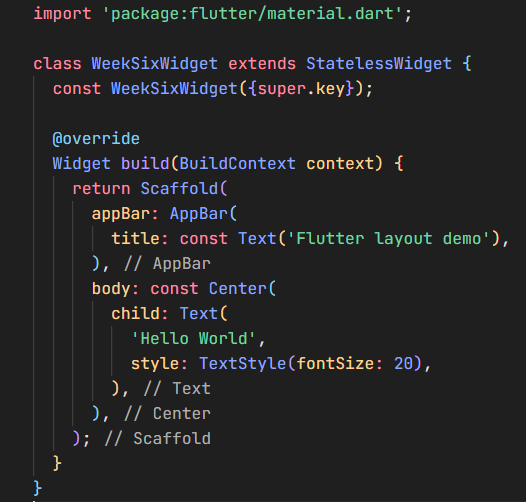 import 'package:flutter/material.dart';

class WeekSixWidget extends StatelessWidget {
  const WeekSixWidget({super.key});

  @override
  Widget build(BuildContext context) {
    return Scaffold(
      appBar: AppBar(
        title: const Text('Flutter layout demo'),
      ), // AppBar
      body: const Center(
        child: Text(
          'Hello World',
          style: TextStyle(fontSize: 20),
        ), // Text
      ), // Center
    ); // Scaffold
  }
}